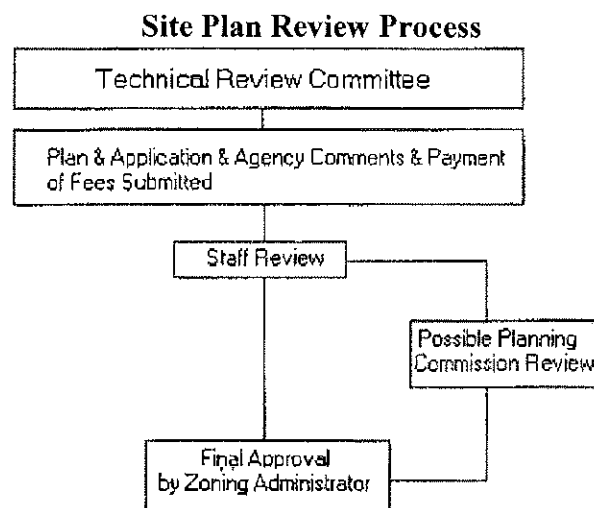 Site Plan Review Process
Technical Review Committee
Plan & Application & Agency Comments & Payment
of Fees Submitted
Staff Review
Possible Planning
Commission Review
Final Approval
by Zoning Administrator